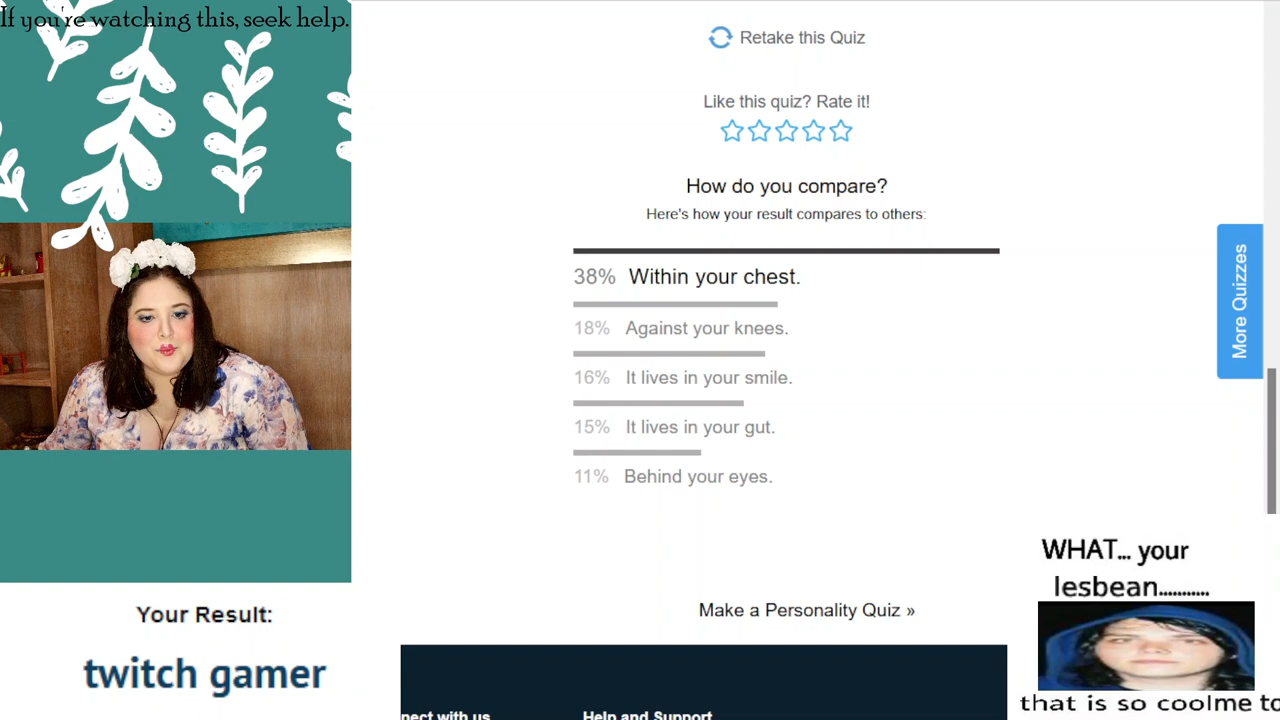 If you're watching this, seek help.
Retake this Quiz
Like this quiz? Rate it!
How do you compare?
Here's how your result compares to others:
38% Within your chest.
18% Against your knees.
16% It lives in your smile.
15% It lives in your gut.
11% Behind your eyes.
More Quizzes
Make a Personality Quiz »
Your Result:
twitch gamer
nect with us
Help and Support
WHAT... your
lesbean...........
that is so coolme to